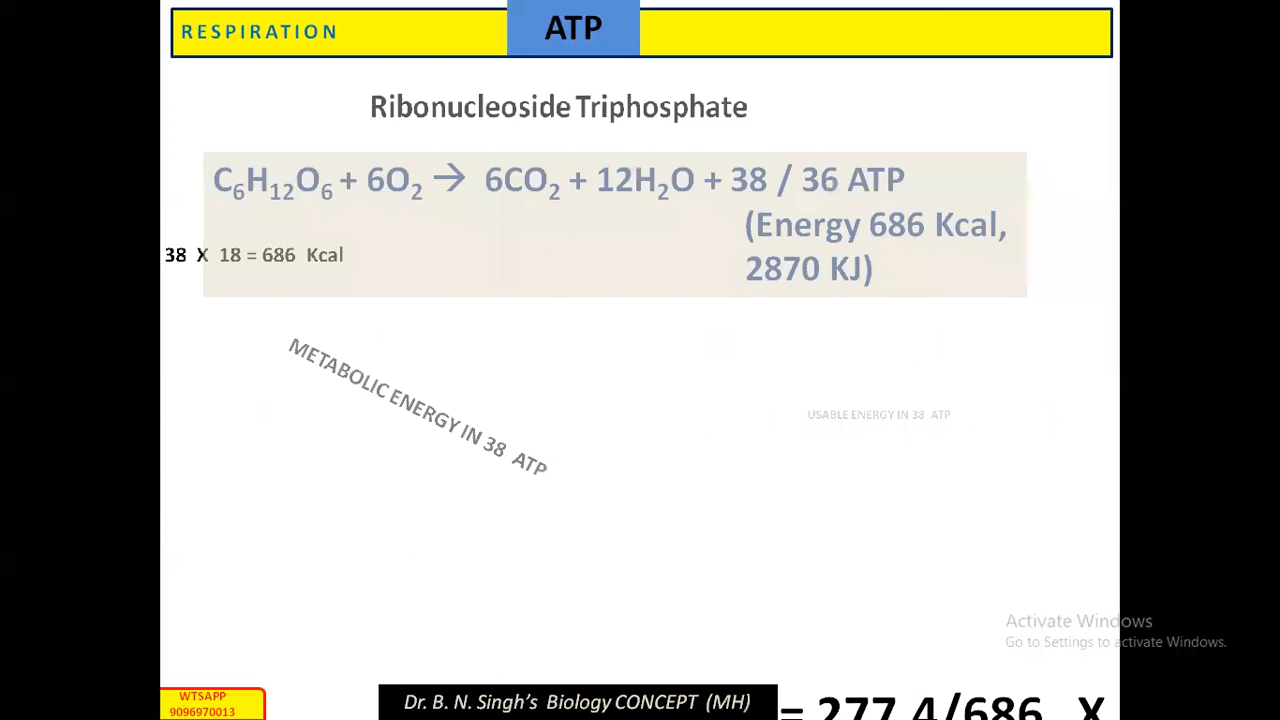 RESPIRATION
ATP
Ribonucleoside Triphosphate
C₆H₁₂O₆ + 6O₂ → 6CO₂ + 12H₂O + 38 / 36 ATP
(Energy 686 Kcal,
2870 KJ)
38 X 18 = 686 Kcal
METABOLIC ENERGY IN 38 ATP
USABLE ENERGY IN 38 ATP
Activate Windows
Go to Settings to activate Windows.
WTSAPP
9096970013
Dr. B. N. Singh's Biology CONCEPT (MH)
= 277.4/686 X